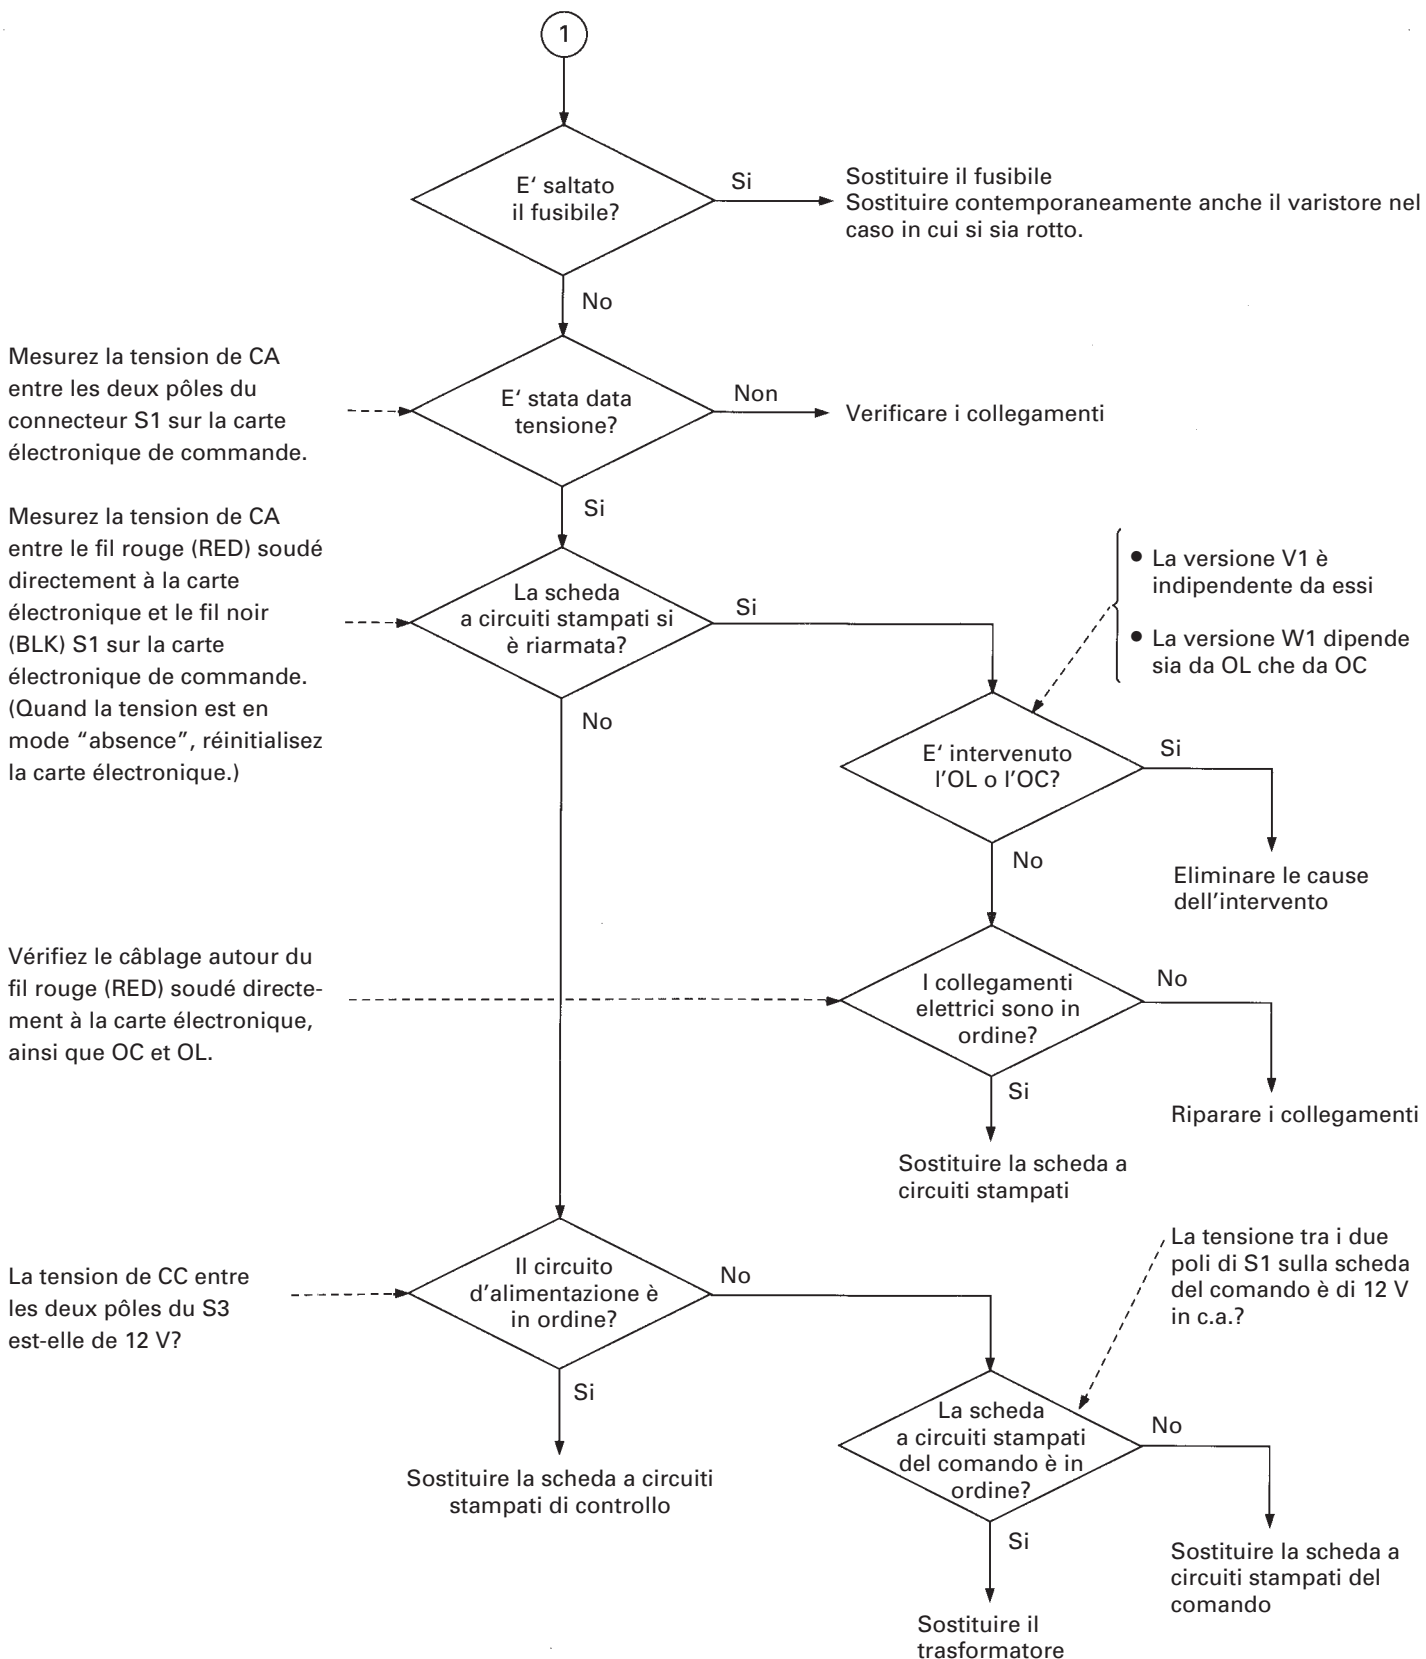 1
E‘ saltato
il fusibile?
Si
Sostituire il fusibile
Sostituire contemporaneamente anche il varistore nel
caso in cui si sia rotto.
No
Mesurez la tension de CA
entre les deux pôles du
connecteur S1 sur la carte
électronique de commande.
E‘ stata data
tensione?
Non
Verificare i collegamenti
Si
Mesurez la tension de CA
entre le fil rouge (RED) soudé
directement à la carte
électronique et le fil noir
(BLK) S1 sur la carte
électronique de commande.
(Quand la tension est en
mode “absence”, réinitialisez
la carte électronique.)
La scheda
a circuiti stampati si
è riarmata?
Si
• La versione V1 è
indipendente da essi
• La versione W1 dipende
sia da OL che da OC
No
E‘ intervenuto
l’OL o l’OC?
Si
Eliminare le cause
dell’intervento
No
Vérifiez le câblage autour du
fil rouge (RED) soudé directe-
ment à la carte électronique,
ainsi que OC et OL.
I collegamenti
elettrici sono in
ordine?
No
Riparare i collegamenti
Si
Sostituire la scheda a
circuiti stampati
La tension de CC entre
les deux pôles du S3
est-elle de 12 V?
Il circuito
d’alimentazione è
in ordine?
No
La tensione tra i due
poli di S1 sulla scheda
del comando è di 12 V
in c.a.?
Si
Sostituire la scheda a circuiti
stampati di controllo
La scheda
a circuiti stampati
del comando è in
ordine?
No
Sostituire la scheda a
circuiti stampati del
comando
Si
Sostituire il
trasformatore